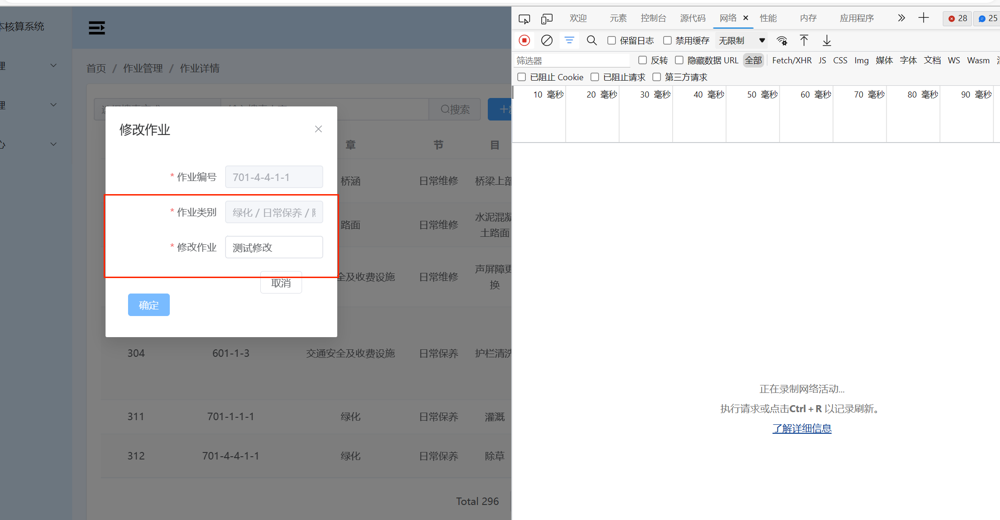 本核算系统
理
理
心
首页 / 作业管理 / 作业详情
搜索
章 节 目
修改作业
* 作业编号 701-4-4-1-1
* 作业类别 绿化 / 日常保养 /
* 修改作业 测试修改
取消
确定
桥涵 日常维修 桥梁上部
路面 日常维修 水泥混凝
土路面
全及收费设施 日常维修 声屏障更
换
304 601-1-3 交通安全及收费设施 日常保养 护栏清洗
311 701-1-1-1 绿化 日常保养 灌溉
312 701-4-4-1-1 绿化 日常保养 除草
Total 296
欢迎 元素 控制台 源代码 网络 性能 内存 应用程序 28 25
保留日志 禁用缓存 无限制
筛选器 反转 隐藏数据 URL 全部 Fetch/XHR JS CSS Img 媒体 字体 文档 WS Wasm
已阻止 Cookie 已阻止请求 第三方请求
10 毫秒 20 毫秒 30 毫秒 40 毫秒 50 毫秒 60 毫秒 70 毫秒 80 毫秒 90 毫秒
正在录制网络活动...
执行请求或点击Ctrl + R 以记录刷新。
了解详细信息